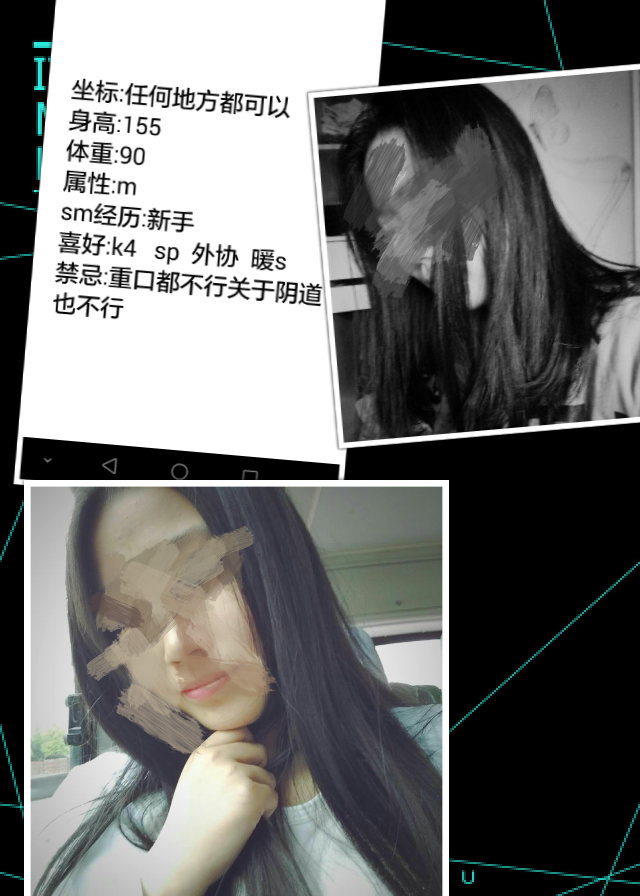 坐标:任何地方都可以
身高:155
体重:90
属性:m
sm经历:新手
喜好:k4 sp 外协 暖s
禁忌:重口都不行关于阴道
也不行
U